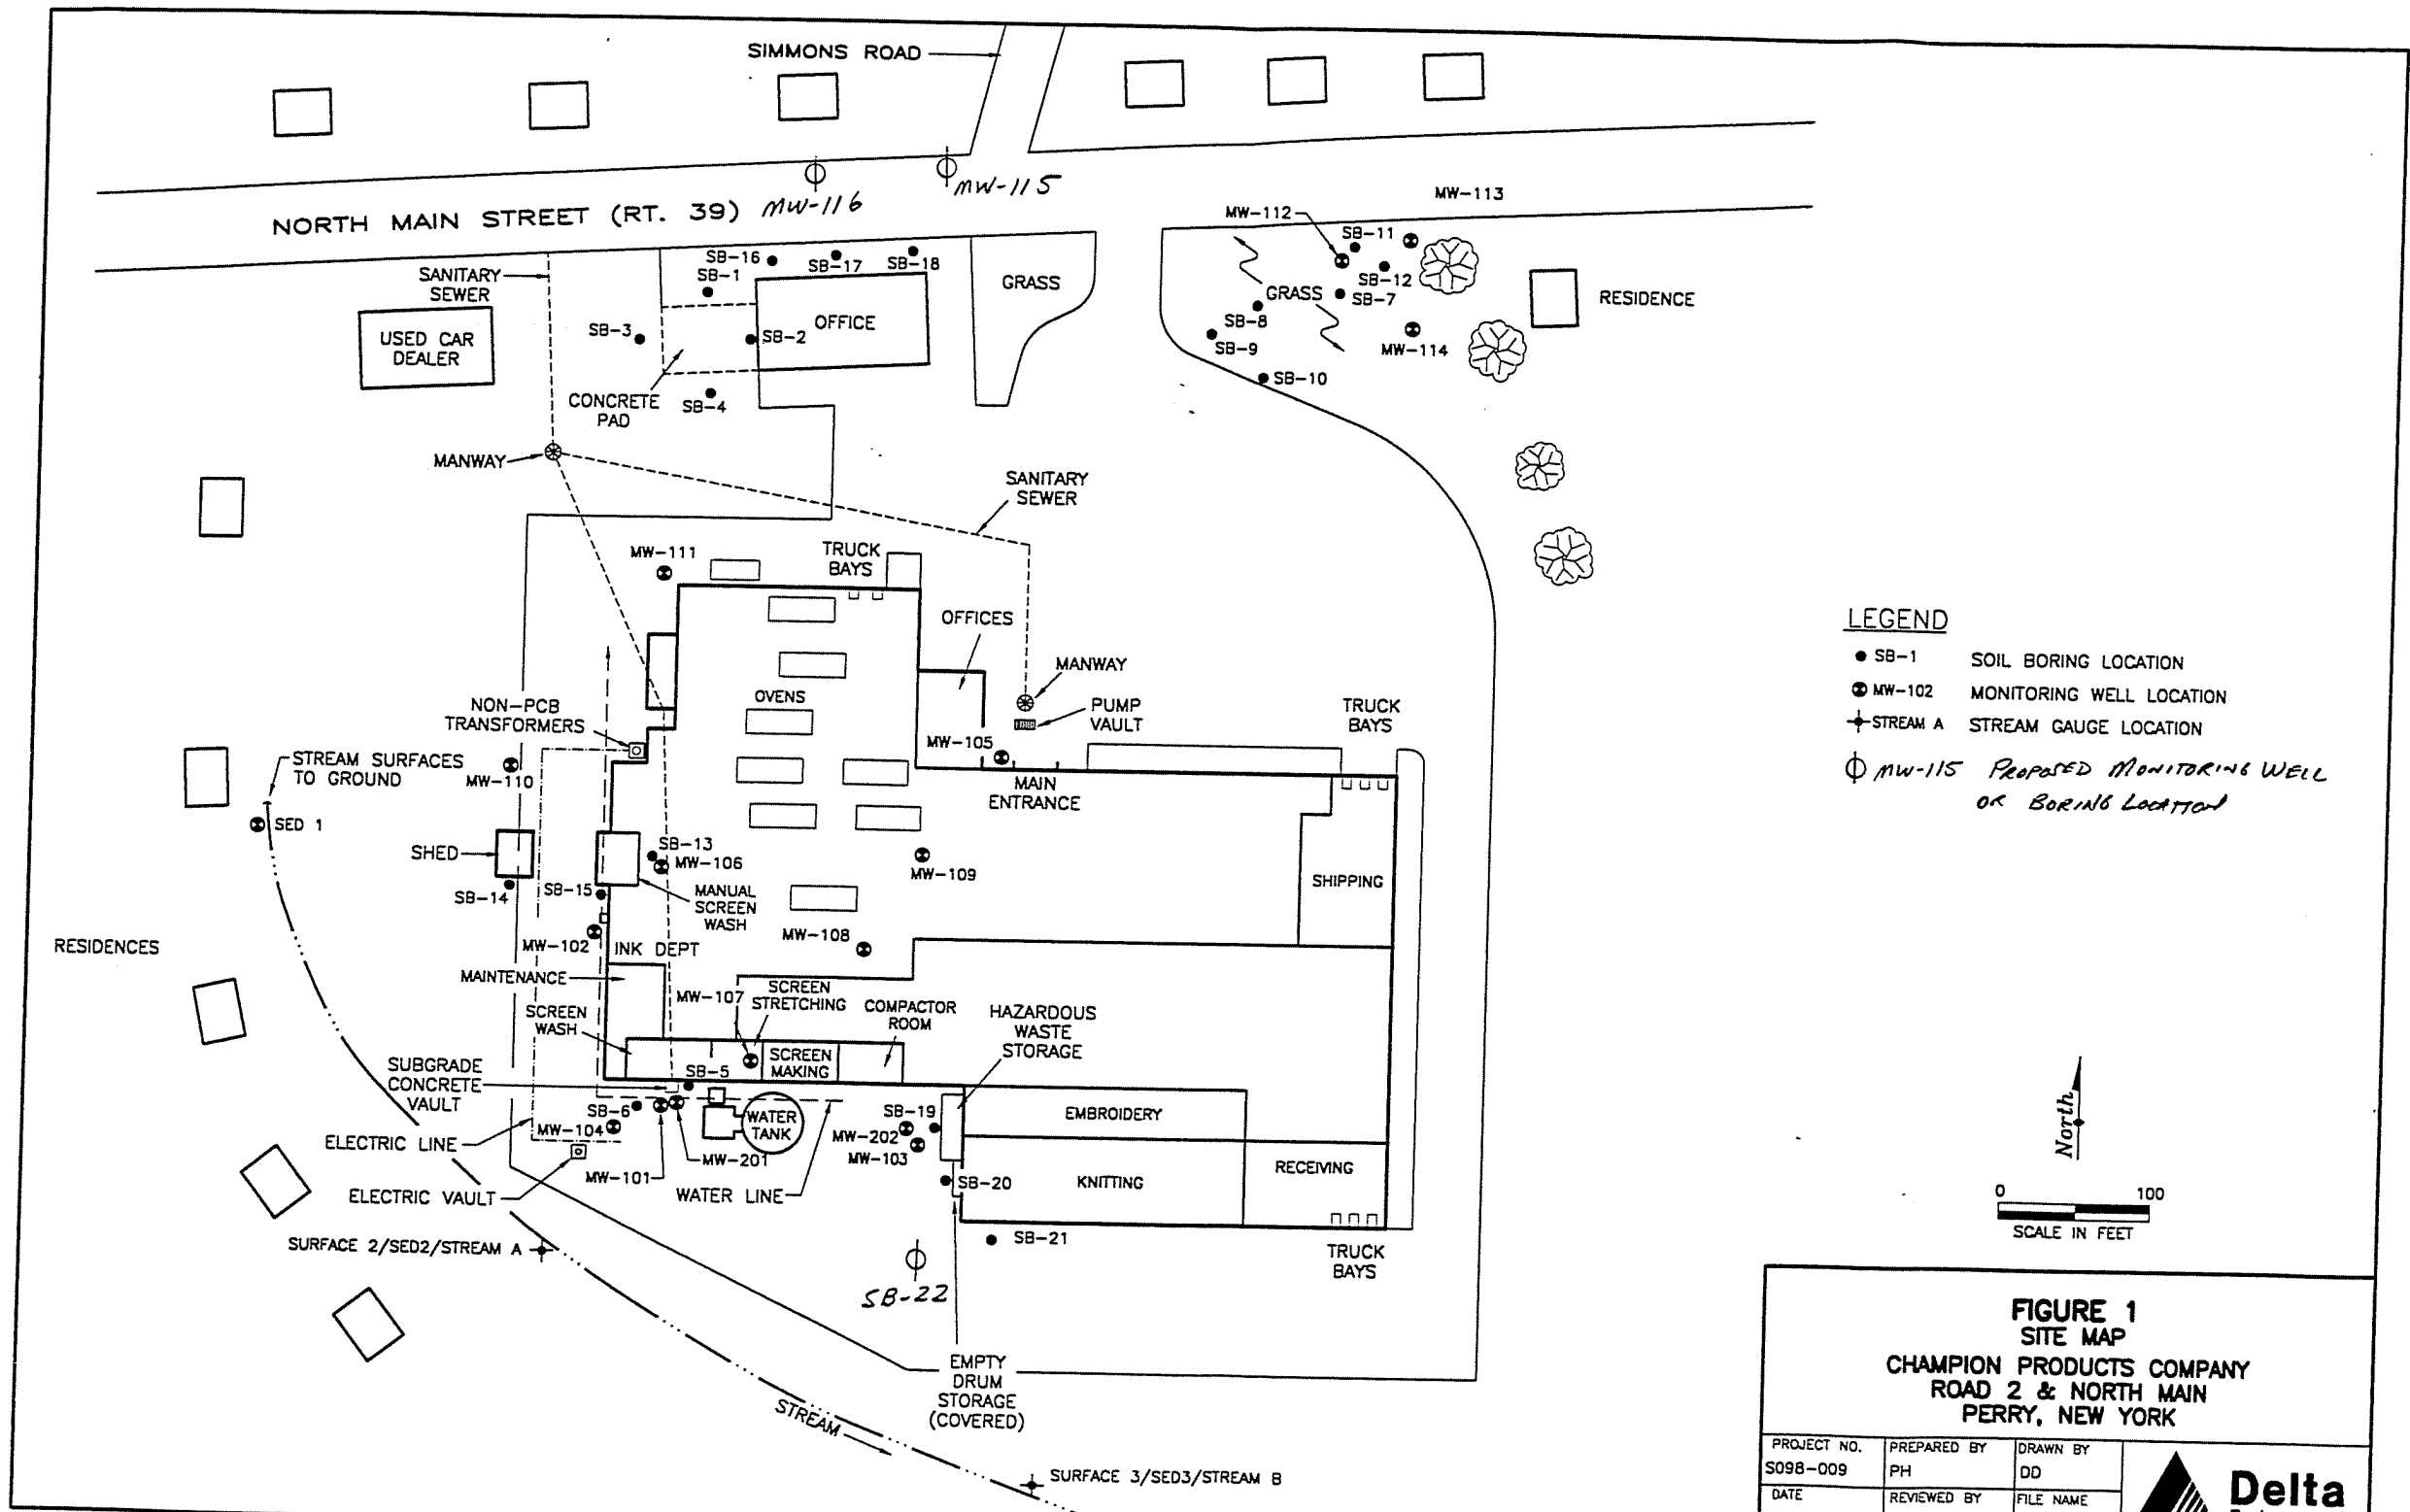 SIMMONS ROAD
MW-116
MW-115
NORTH MAIN STREET (RT. 39)
MW-113
MW-112
SB-11
SB-12
SB-7
GRASS
SB-8
SB-9
SB-10
MW-114
RESIDENCE
SANITARY
SEWER
SB-16
SB-17
SB-18
SB-1
GRASS
USED CAR
DEALER
SB-3
SB-2
OFFICE
CONCRETE
PAD
SB-4
MANWAY
SANITARY
SEWER
MW-111
TRUCK
BAYS
OFFICES
MANWAY
PUMP
VAULT
TRUCK
BAYS
NON-PCB
TRANSFORMERS
OVENS
MW-105
MAIN
ENTRANCE
STREAM SURFACES
TO GROUND
MW-110
SED 1
SHED
SB-13
MW-106
MW-109
SHIPPING
SB-14
SB-15
MANUAL
SCREEN
WASH
RESIDENCES
MW-102
INK DEPT
MW-108
MAINTENANCE
MW-107
SCREEN
STRETCHING
COMPACTOR
ROOM
HAZARDOUS
WASTE
STORAGE
SCREEN
WASH
SCREEN
MAKING
SUBGRADE
CONCRETE
VAULT
SB-5
SB-6
MW-104
WATER
TANK
SB-19
MW-202
MW-103
EMBROIDERY
ELECTRIC LINE
MW-101
MW-201
WATER LINE
SB-20
KNITTING
RECEIVING
ELECTRIC VAULT
SURFACE 2/SED2/STREAM A
SB-21
TRUCK
BAYS
SB-22
EMPTY
DRUM
STORAGE
(COVERED)
STREAM
SURFACE 3/SED3/STREAM B
LEGEND
SB-1 SOIL BORING LOCATION
MW-102 MONITORING WELL LOCATION
STREAM A STREAM GAUGE LOCATION
MW-115 PROPOSED MONITORING WELL
OR BORING LOCATION
North
0 100
SCALE IN FEET
FIGURE 1
SITE MAP
CHAMPION PRODUCTS COMPANY
ROAD 2 & NORTH MAIN
PERRY, NEW YORK
PROJECT NO. PREPARED BY DRAWN BY
S098-009 PH DD
DATE REVIEWED BY FILE NAME
Delta